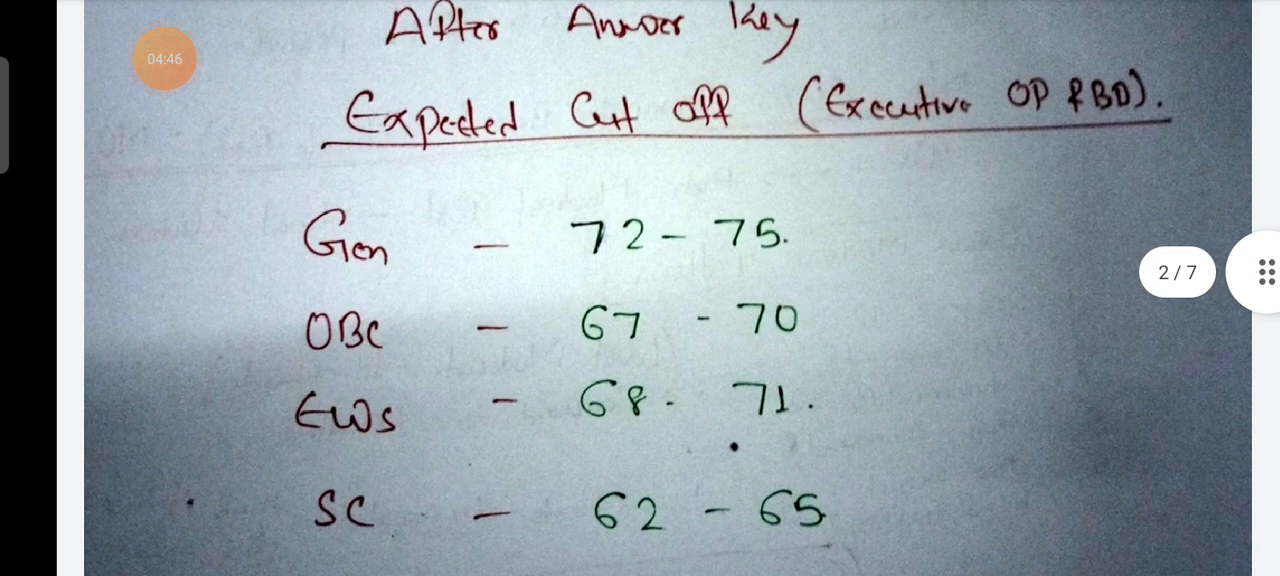 After Answer Key
04:46
Expected Cut off (Executive OP & BD).
Gen - 72 - 75.
2/7
OBC - 67 - 70
EWS - 68 - 71.
SC - 62 - 65